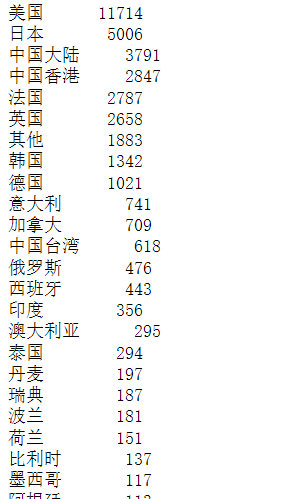 美国 11714
日本 5006
中国大陆 3791
中国香港 2847
法国 2787
英国 2658
其他 1883
韩国 1342
德国 1021
意大利 741
加拿大 709
中国台湾 618
俄罗斯 476
西班牙 443
印度 356
澳大利亚 295
泰国 294
丹麦 197
瑞典 187
波兰 181
荷兰 151
比利时 137
墨西哥 117